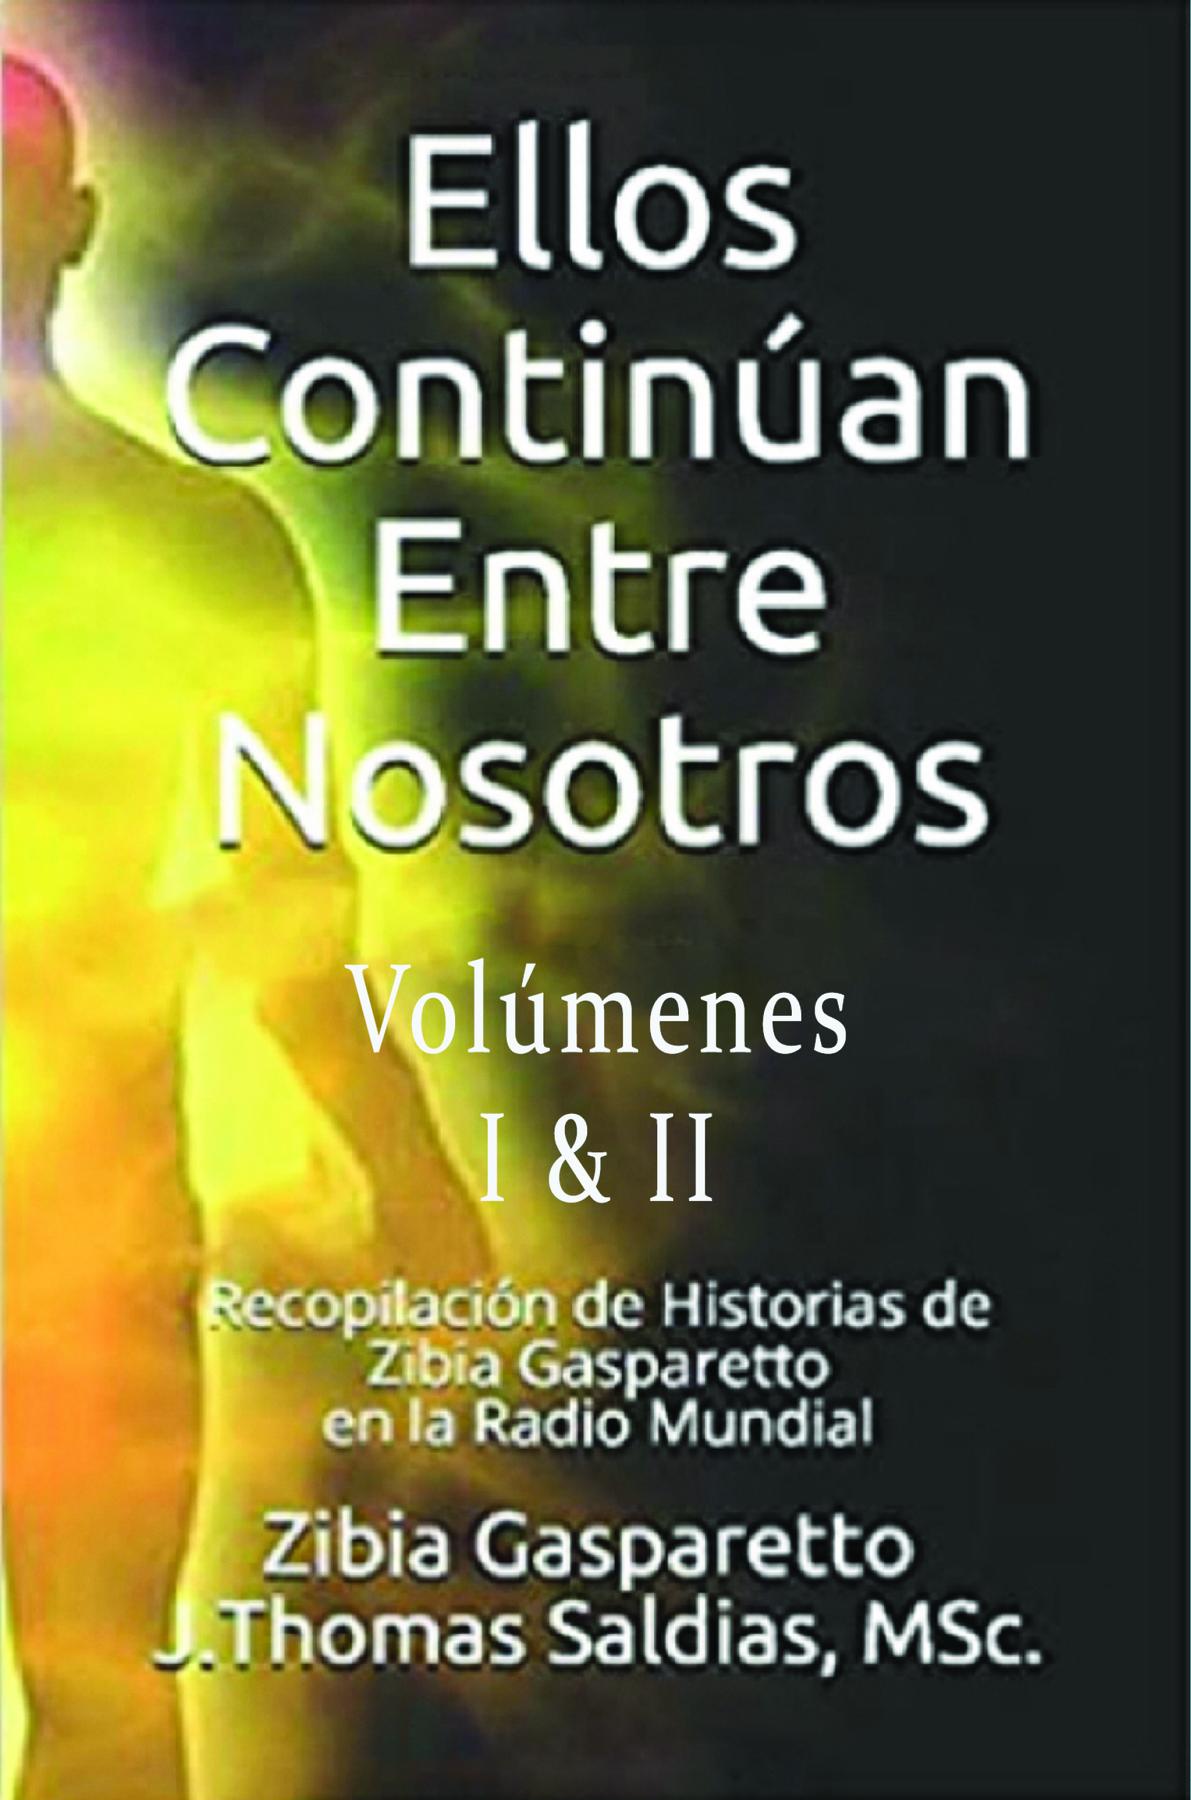 Ellos
Continúan
Entre
Nosotros
Volúmenes
I & II
Recopilación de Historias de
Zibia Gasparetto
en la Radio Mundial
Zibia Gasparetto
J.Thomas Saldias, MSc.